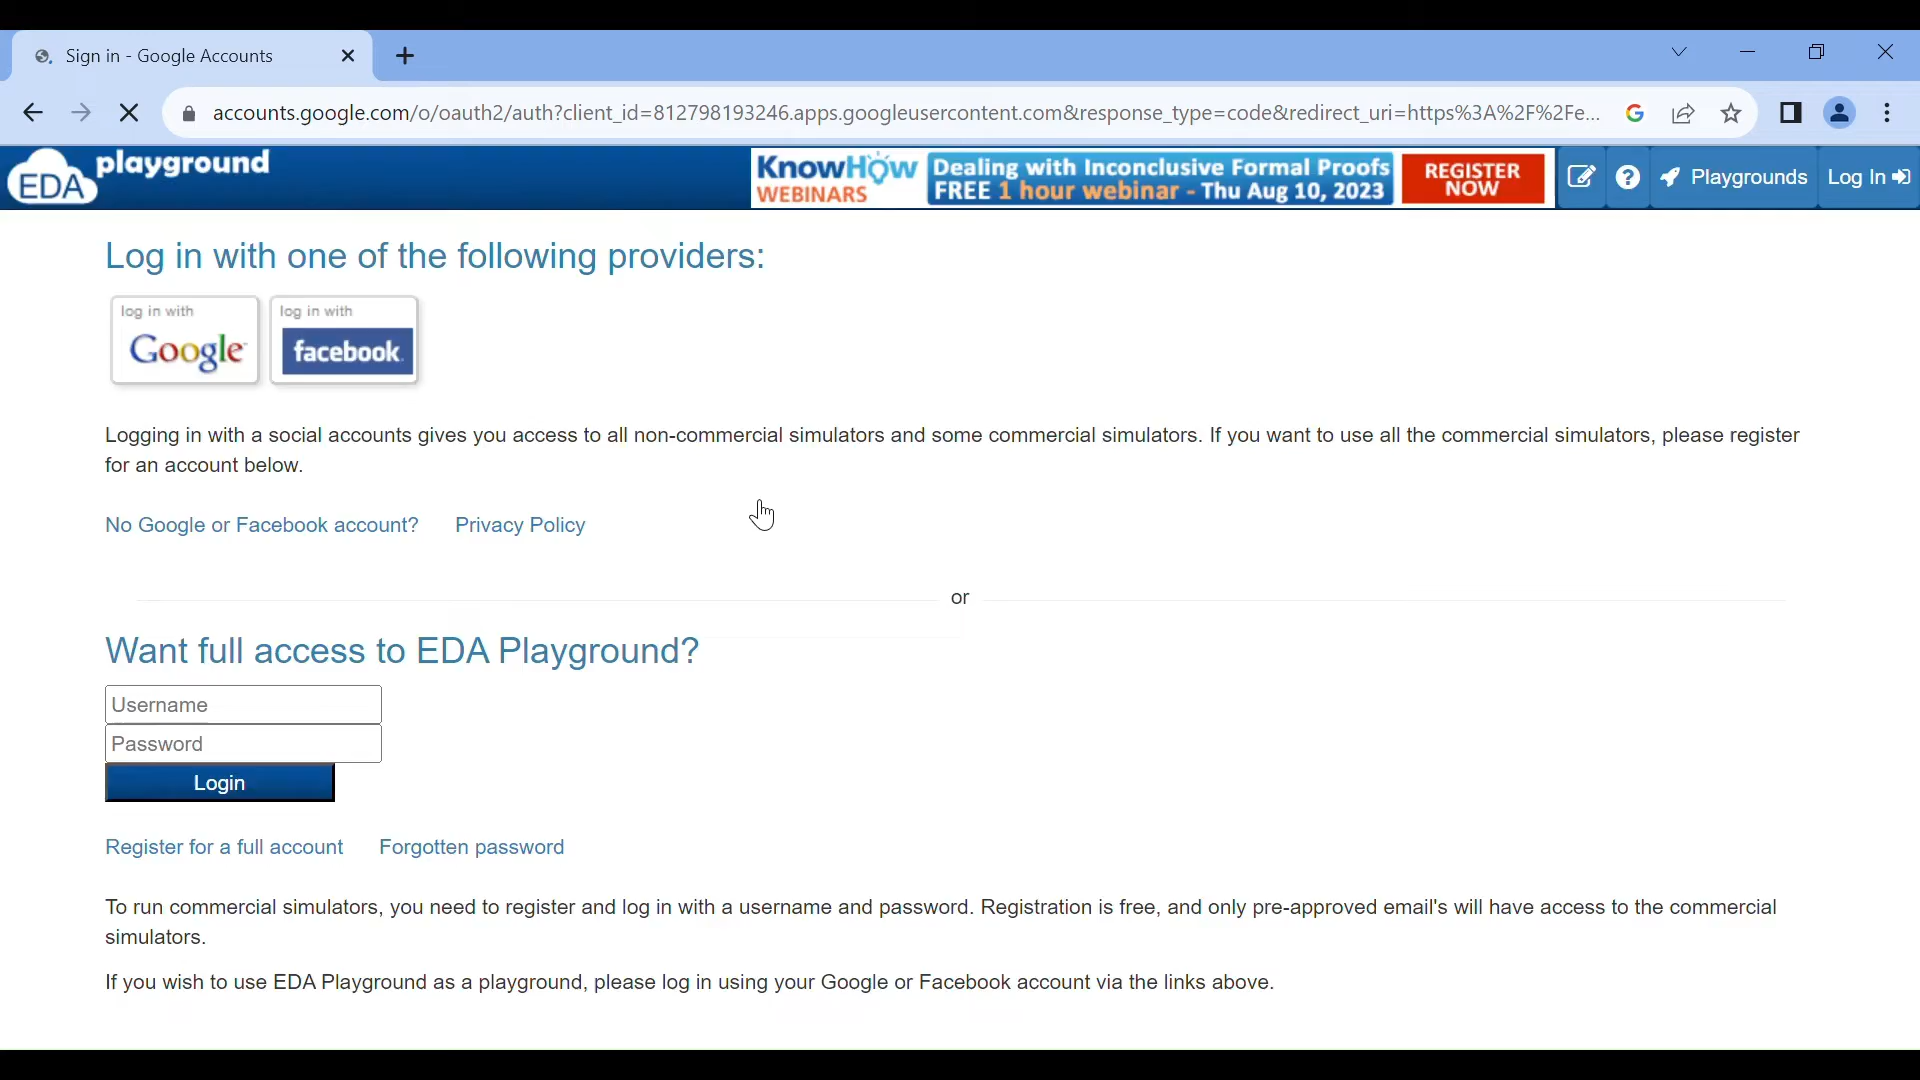 Sign in - Google Accounts
accounts.google.com/o/oauth2/auth?client_id=812798193246.apps.googleusercontent.com&response_type=code&redirect_uri=https%3A%2F%2Fe...
EDA playground
KnowHow WEBINARS
Dealing with Inconclusive Formal Proofs
FREE 1 hour webinar - Thu Aug 10, 2023
REGISTER NOW
Playgrounds
Log In
Log in with one of the following providers:
log in with Google
log in with facebook
Logging in with a social accounts gives you access to all non-commercial simulators and some commercial simulators. If you want to use all the commercial simulators, please register
for an account below.
No Google or Facebook account? Privacy Policy
or
Want full access to EDA Playground?
Username
Password
Login
Register for a full account Forgotten password
To run commercial simulators, you need to register and log in with a username and password. Registration is free, and only pre-approved email's will have access to the commercial
simulators.
If you wish to use EDA Playground as a playground, please log in using your Google or Facebook account via the links above.